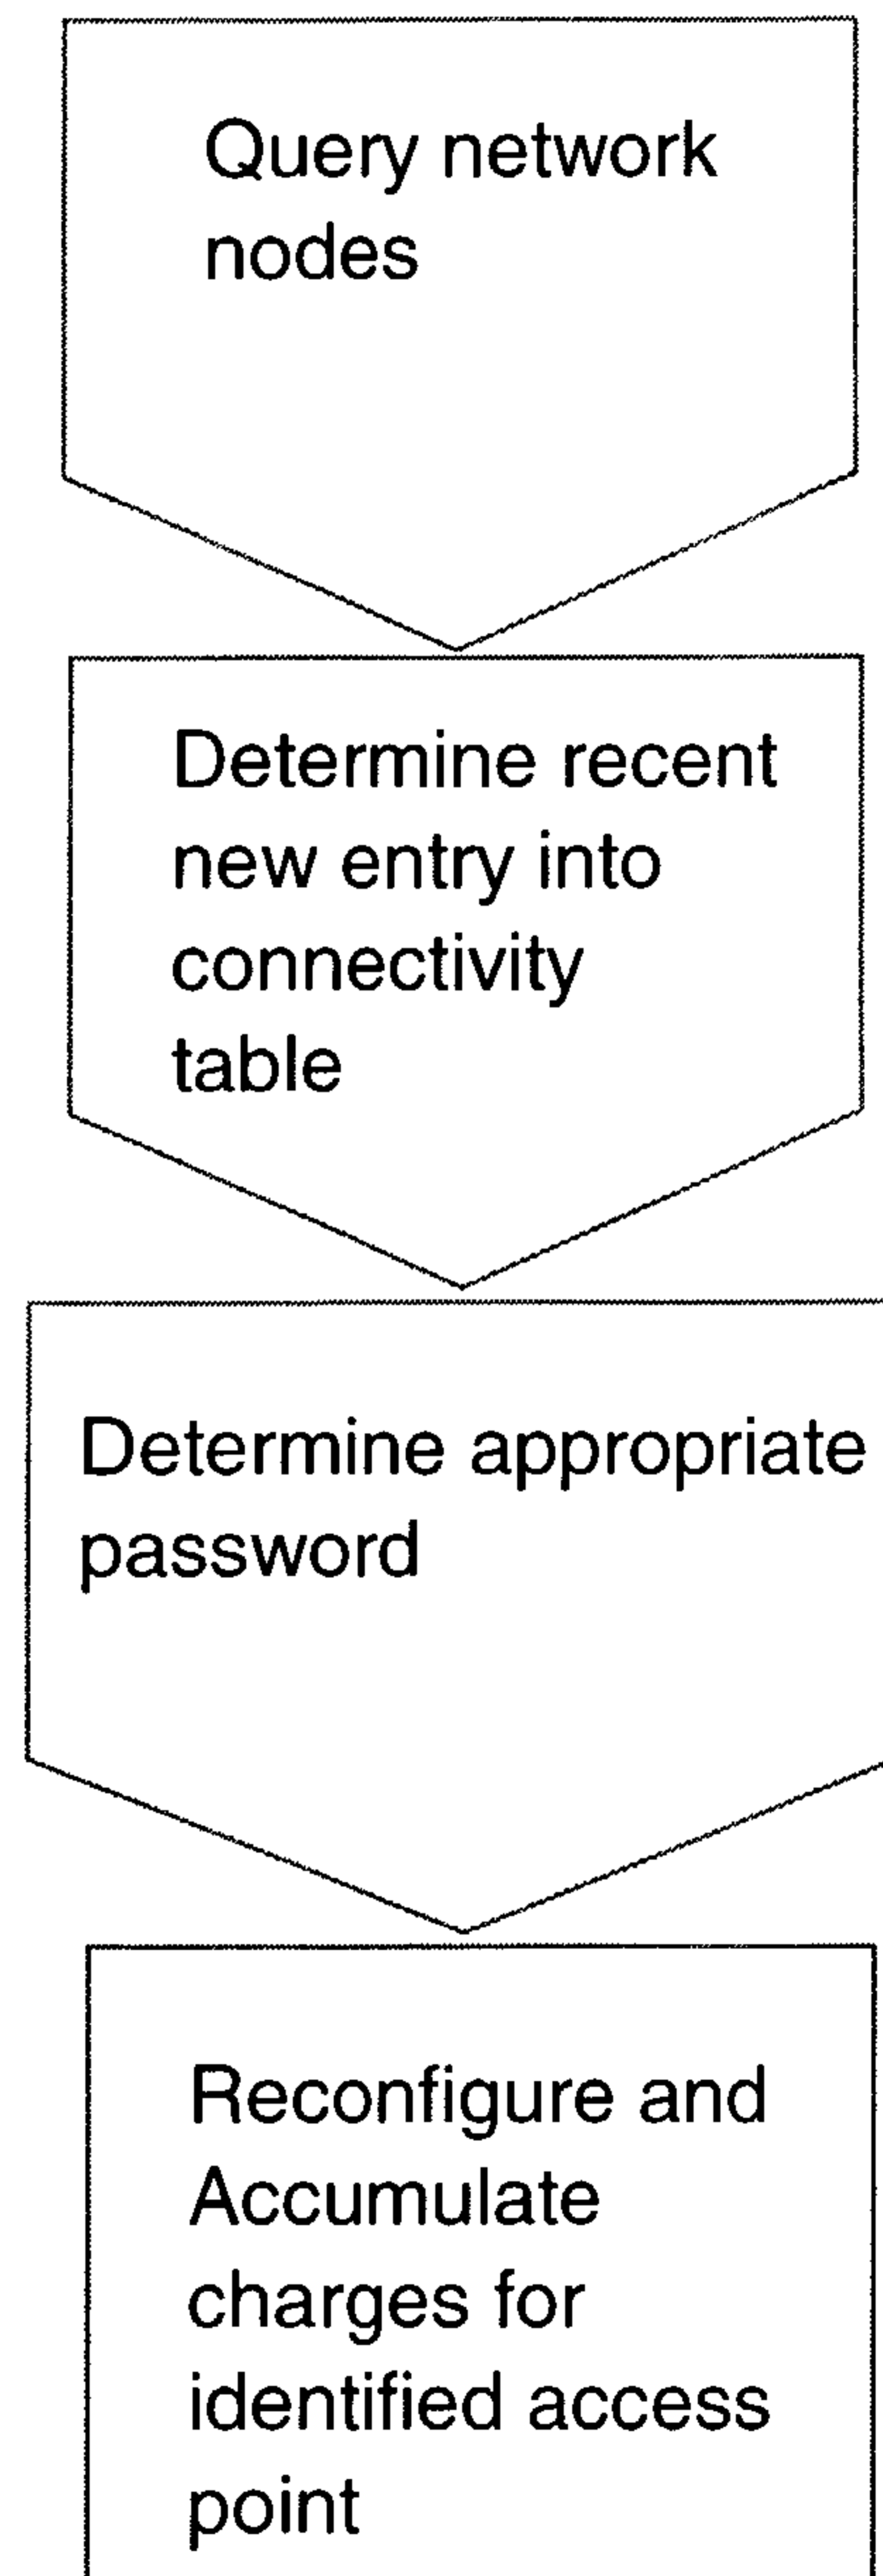 Query network
nodes
Determine recent
new entry into
connectivity
table
Determine appropriate
password
Reconfigure and
Accumulate
charges for
identified access
point